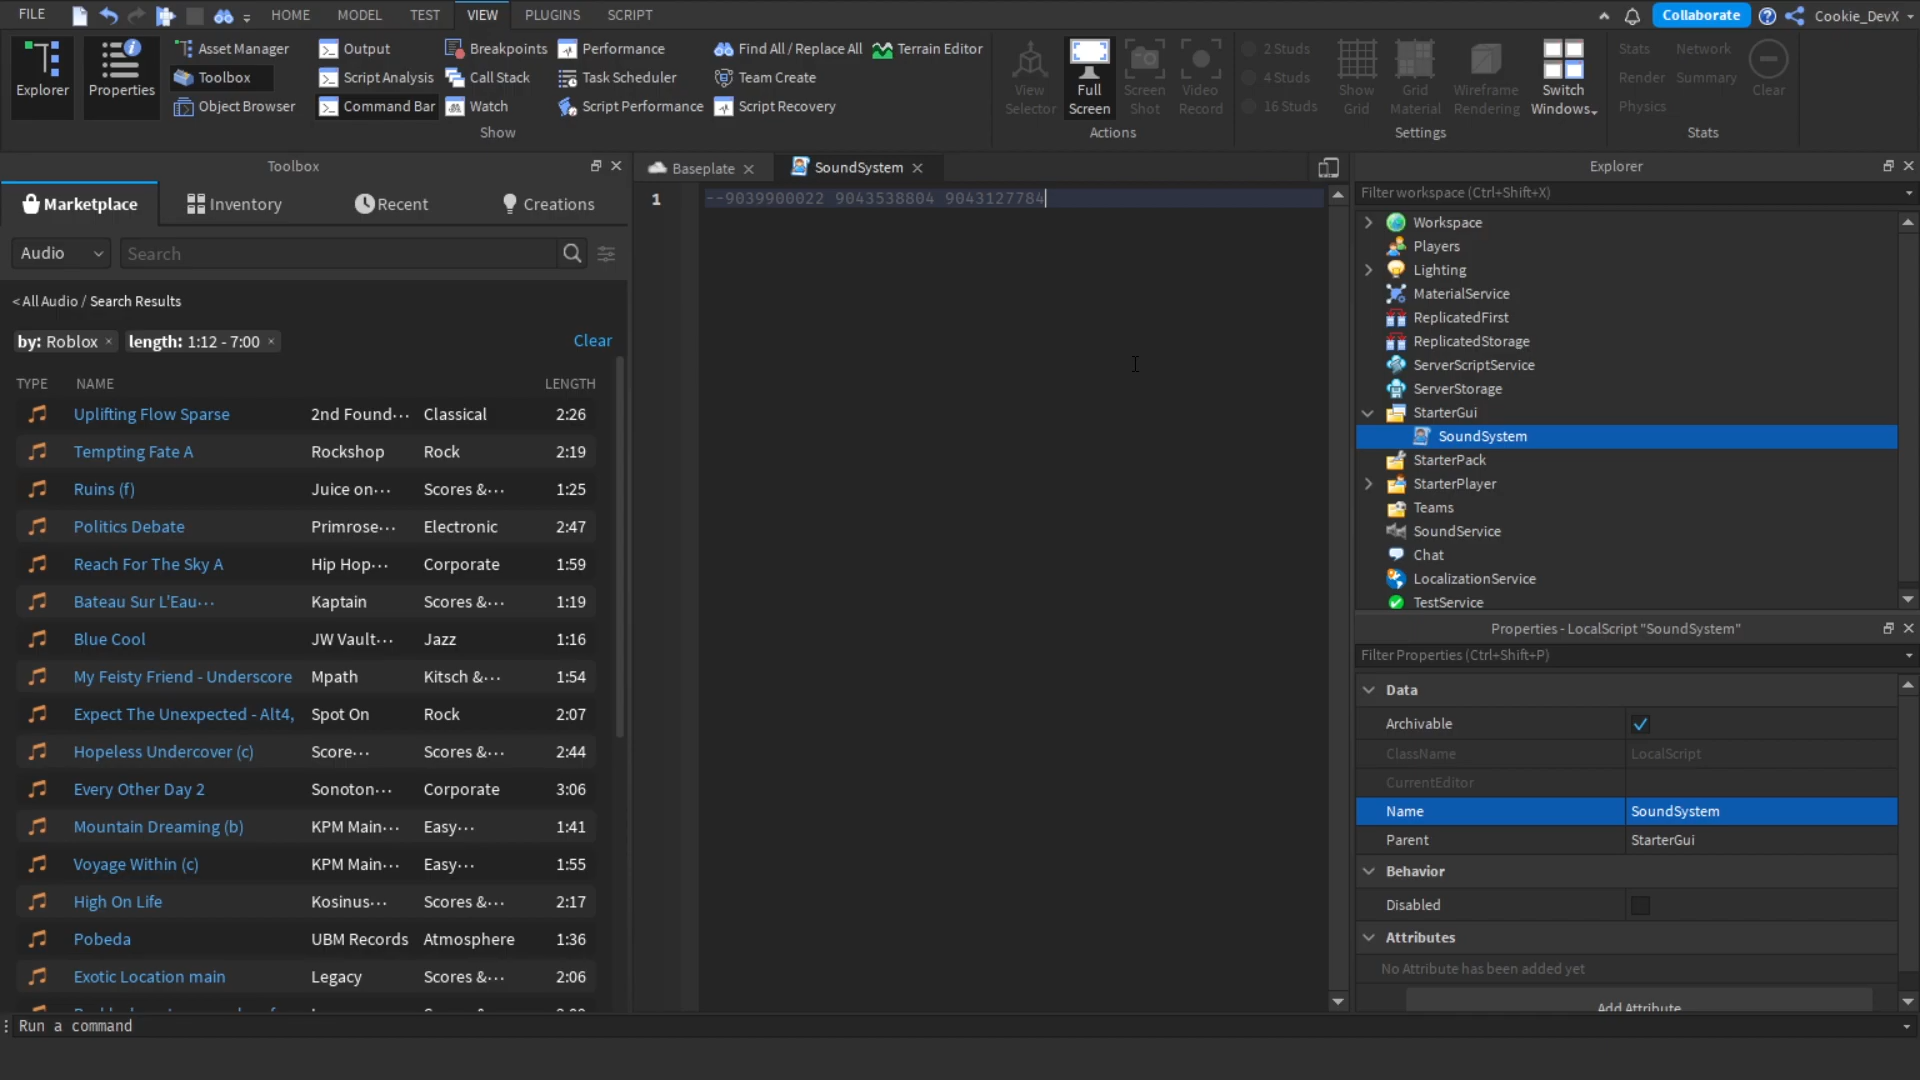 FILE HOME MODEL TEST VIEW PLUGINS SCRIPT Collaborate Cookie_DevX
Explorer
Properties
Asset Manager
Toolbox
Object Browser
Output
Script Analysis
Command Bar
Breakpoints
Call Stack
Watch
Performance
Task Scheduler
Script Performance
Find All / Replace All
Team Create
Script Recovery
Terrain Editor
Show
View Selector
Full Screen
Screen Shot
Video Record
Actions
2 Studs
4 Studs
16 Studs
Show Grid
Grid Material
Wireframe Rendering
Switch Windows
Settings
Stats Network
Render Summary
Physics
Clear
Stats
Toolbox
Marketplace Inventory Recent Creations
Audio Search
< All Audio / Search Results
by: Roblox × length: 1:12 - 7:00 × Clear
TYPE NAME LENGTH
Uplifting Flow Sparse 2nd Found··· Classical 2:26
Tempting Fate A Rockshop Rock 2:19
Ruins (f) Juice on··· Scores &··· 1:25
Politics Debate Primrose··· Electronic 2:47
Reach For The Sky A Hip Hop··· Corporate 1:59
Bateau Sur L'Eau··· Kaptain Scores &··· 1:19
Blue Cool JW Vault··· Jazz 1:16
My Feisty Friend - Underscore Mpath Kitsch &··· 1:54
Expect The Unexpected - Alt4, Spot On Rock 2:07
Hopeless Undercover (c) Score··· Scores &··· 2:44
Every Other Day 2 Sonoton··· Corporate 3:06
Mountain Dreaming (b) KPM Main··· Easy··· 1:41
Voyage Within (c) KPM Main··· Easy··· 1:55
High On Life Kosinus··· Scores &··· 2:17
Pobeda UBM Records Atmosphere 1:36
Exotic Location main Legacy Scores &··· 2:06
Run a command
Baseplate SoundSystem
1 --9039900022 9043538804 9043127784
Explorer
Filter workspace (Ctrl+Shift+X)
Workspace
Players
Lighting
MaterialService
ReplicatedFirst
ReplicatedStorage
ServerScriptService
ServerStorage
StarterGui
SoundSystem
StarterPack
StarterPlayer
Teams
SoundService
Chat
LocalizationService
TestService
Properties - LocalScript "SoundSystem"
Filter Properties (Ctrl+Shift+P)
Data
Archivable
ClassName LocalScript
CurrentEditor
Name SoundSystem
Parent StarterGui
Behavior
Disabled
Attributes
No Attribute has been added yet
Add Attribute